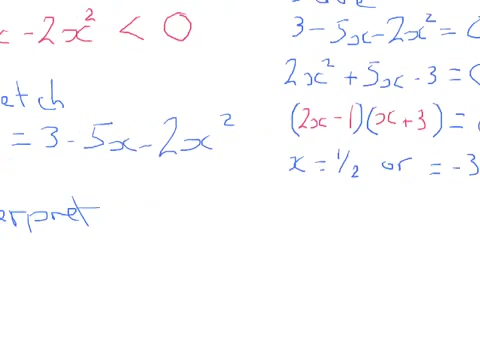 x - 2x² < 0
etch
= 3 - 5x - 2x²
erpret
3 - 5x - 2x² =
2x² + 5x - 3 =
(2x - 1)(x + 3) =
x = 1/2 or = -3